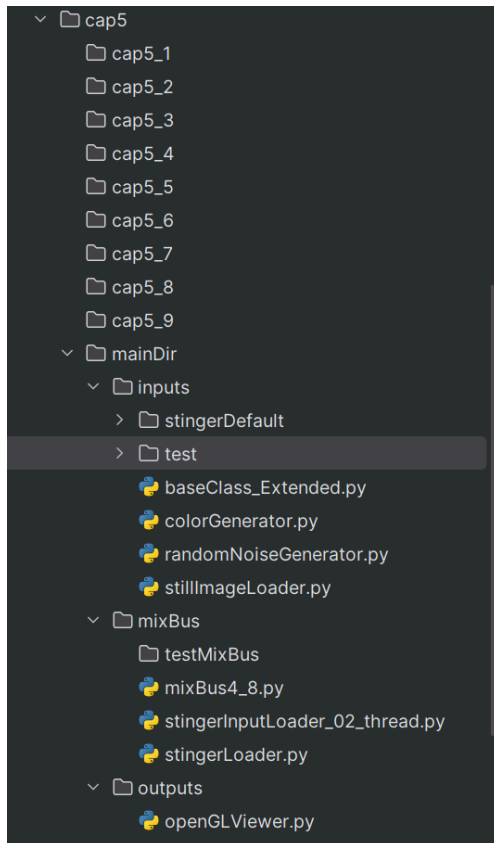 cap5
cap5_1
cap5_2
cap5_3
cap5_4
cap5_5
cap5_6
cap5_7
cap5_8
cap5_9
mainDir
inputs
stingerDefault
test
baseClass_Extended.py
colorGenerator.py
randomNoiseGenerator.py
stillImageLoader.py
mixBus
testMixBus
mixBus4_8.py
stingerInputLoader_02_thread.py
stingerLoader.py
outputs
openGLViewer.py